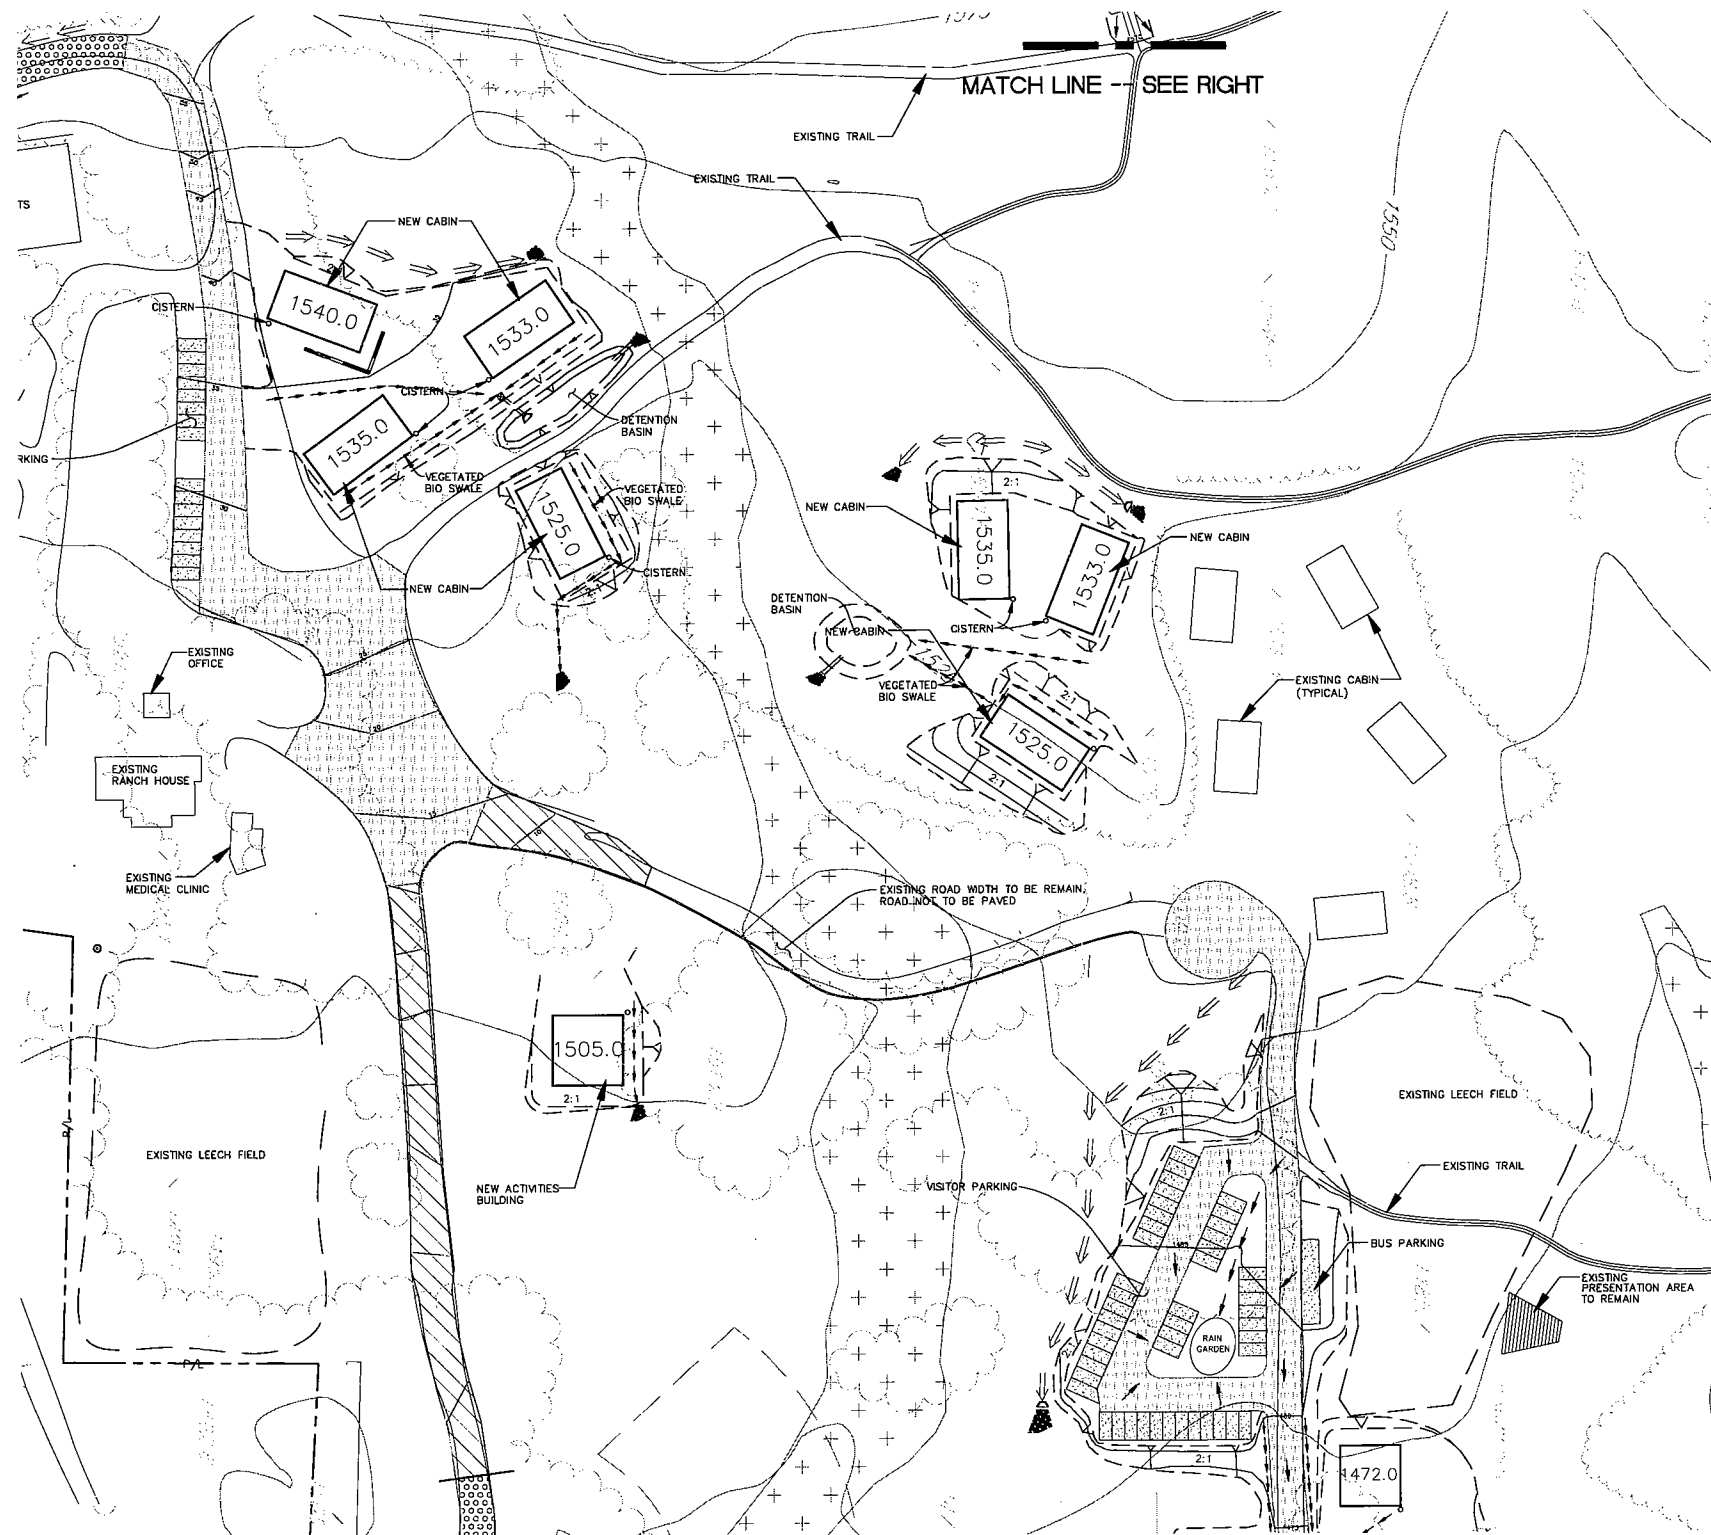 1575
MATCH LINE -- SEE RIGHT
EXISTING TRAIL
EXISTING TRAIL
TS
NEW CABIN
1550
CISTERN
1540.0
1533.0
CISTERN
DETENTION
BASIN
1535.0
RKING
VEGETATED
BIO SWALE
VEGETATED
BIO SWALE
1525.0
2:1
NEW CABIN
2:1
1535.0
NEW CABIN
1533.0
CISTERN
NEW CABIN
DETENTION
BASIN
NEW CABIN
CISTERN
EXISTING
OFFICE
VEGETATED
BIO SWALE
2:1
EXISTING CABIN
(TYPICAL)
1525.0
2:1
EXISTING
RANCH HOUSE
EXISTING
MEDICAL CLINIC
EXISTING ROAD WIDTH TO BE REMAIN,
ROAD NOT TO BE PAVED
1505.0
2:1
EXISTING LEECH FIELD
2:1
P/L
EXISTING LEECH FIELD
EXISTING TRAIL
NEW ACTIVITIES
BUILDING
VISITOR PARKING
BUS PARKING
EXISTING
PRESENTATION AREA
TO REMAIN
RAIN
GARDEN
P/L
2:1
1472.0